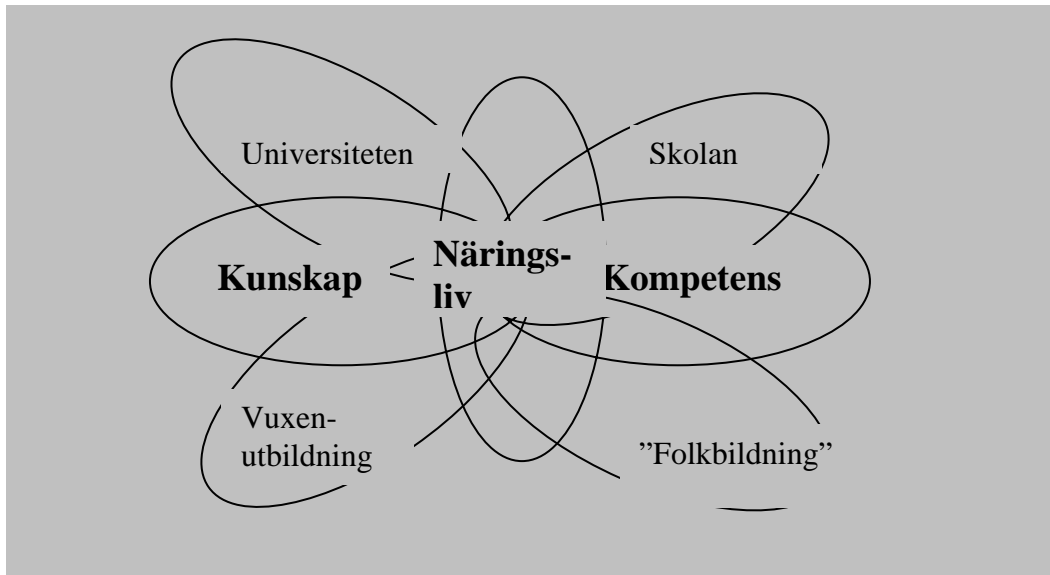 Universiteten
Skolan
Kunskap
Närings-
liv
Kompetens
Vuxen-
utbildning
”Folkbildning”